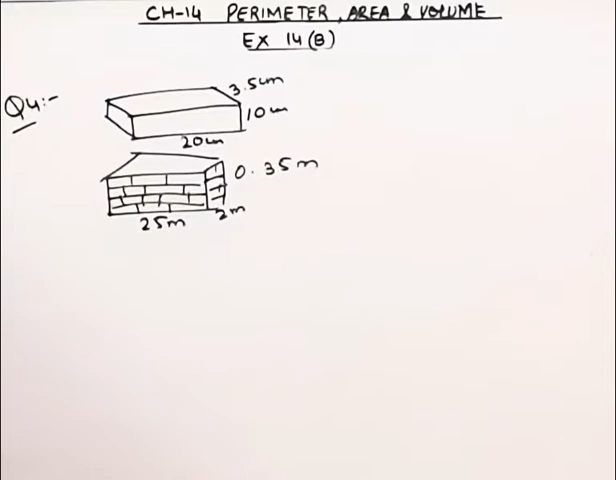 CH-14 PERIMETER, AREA & VOLUME
EX 14(B)
Q4:-
3.5cm
10cm
20cm
0.35m
2m
25m